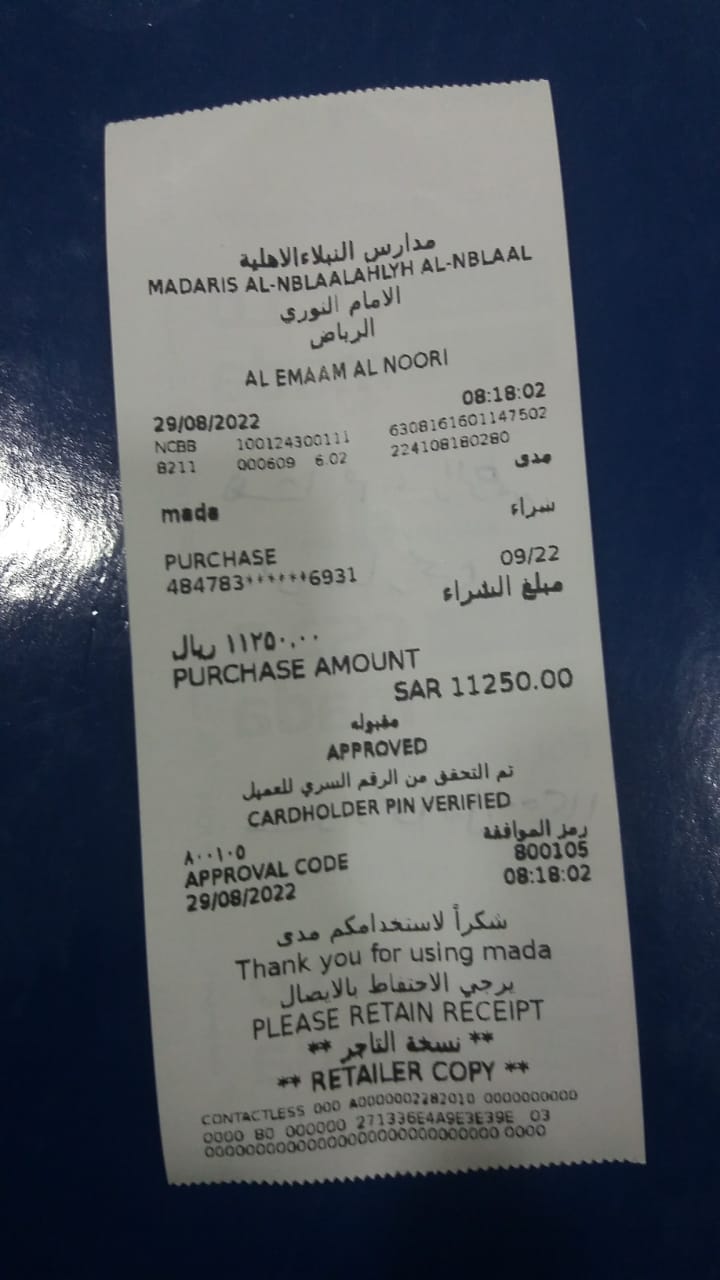 مدارس النبلاءالاهلية
MADARIS AL-NBLAALAHLYH AL-NBLAAL
الامام النوري
الرياض
AL EMAAM AL NOORI
29/08/2022 08:18:02
NCBB 100124300111 6308161601147502
8211 000609 6.02 224108180280
مدى
mada شراء
PURCHASE 09/22
484783******6931 مبلغ الشراء
١١٢٥٠.٠٠ ريال
PURCHASE AMOUNT
SAR 11250.00
مقبوله
APPROVED
تم التحقق من الرقم السري للعميل
CARDHOLDER PIN VERIFIED
٨٠٠١٠٥ رمز الموافقة
APPROVAL CODE 800105
29/08/2022 08:18:02
شكراً لاستخدامكم مدى
Thank you for using mada
يرجي الاحتفاظ بالايصال
PLEASE RETAIN RECEIPT
** نسخة التاجر **
** RETAILER COPY **
CONTACTLESS 000 A0000002282010 0000000000
0000 80 000000 271336E4A9E3E39E 03
0000000000000000000000000000000 0000